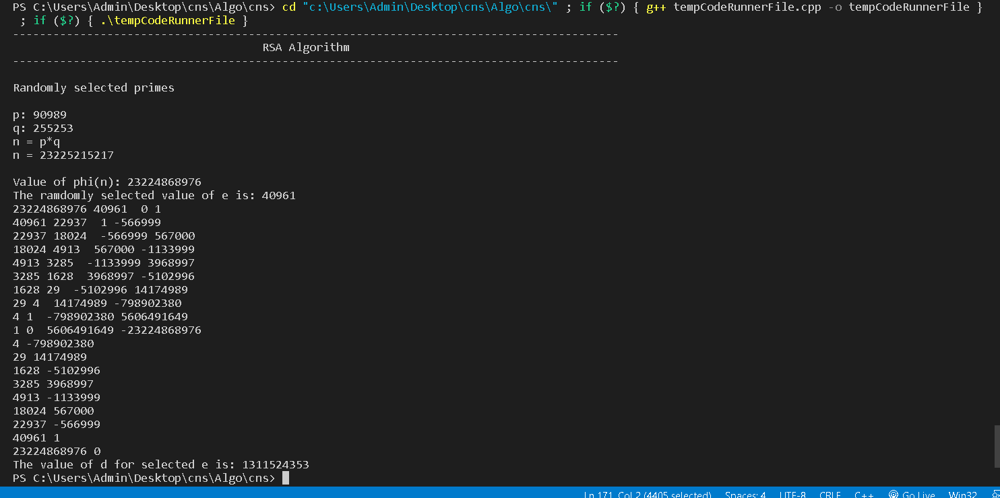 PS C:\Users\Admin\Desktop\cns\Algo\cns> cd "c:\Users\Admin\Desktop\cns\Algo\cns\" ; if ($?) { g++ tempCodeRunnerFile.cpp -o tempCodeRunnerFile }
; if ($?) { .\tempCodeRunnerFile }
------------------------------------------------------------------------------------------
RSA Algorithm
------------------------------------------------------------------------------------------
Randomly selected primes
p: 90989
q: 255253
n = p*q
n = 23225215217
Value of phi(n): 23224868976
The ramdomly selected value of e is: 40961
23224868976 40961  0 1
40961 22937  1 -566999
22937 18024  -566999 567000
18024 4913  567000 -1133999
4913 3285  -1133999 3968997
3285 1628  3968997 -5102996
1628 29  -5102996 14174989
29 4  14174989 -798902380
4 1  -798902380 5606491649
1 0  5606491649 -23224868976
4 -798902380
29 14174989
1628 -5102996
3285 3968997
4913 -1133999
18024 567000
22937 -566999
40961 1
23224868976 0
The value of d for selected e is: 1311524353
PS C:\Users\Admin\Desktop\cns\Algo\cns>
Ln 171, Col 2 (4405 selected) Spaces: 4 UTF-8 CRLF C++ Go Live Win32